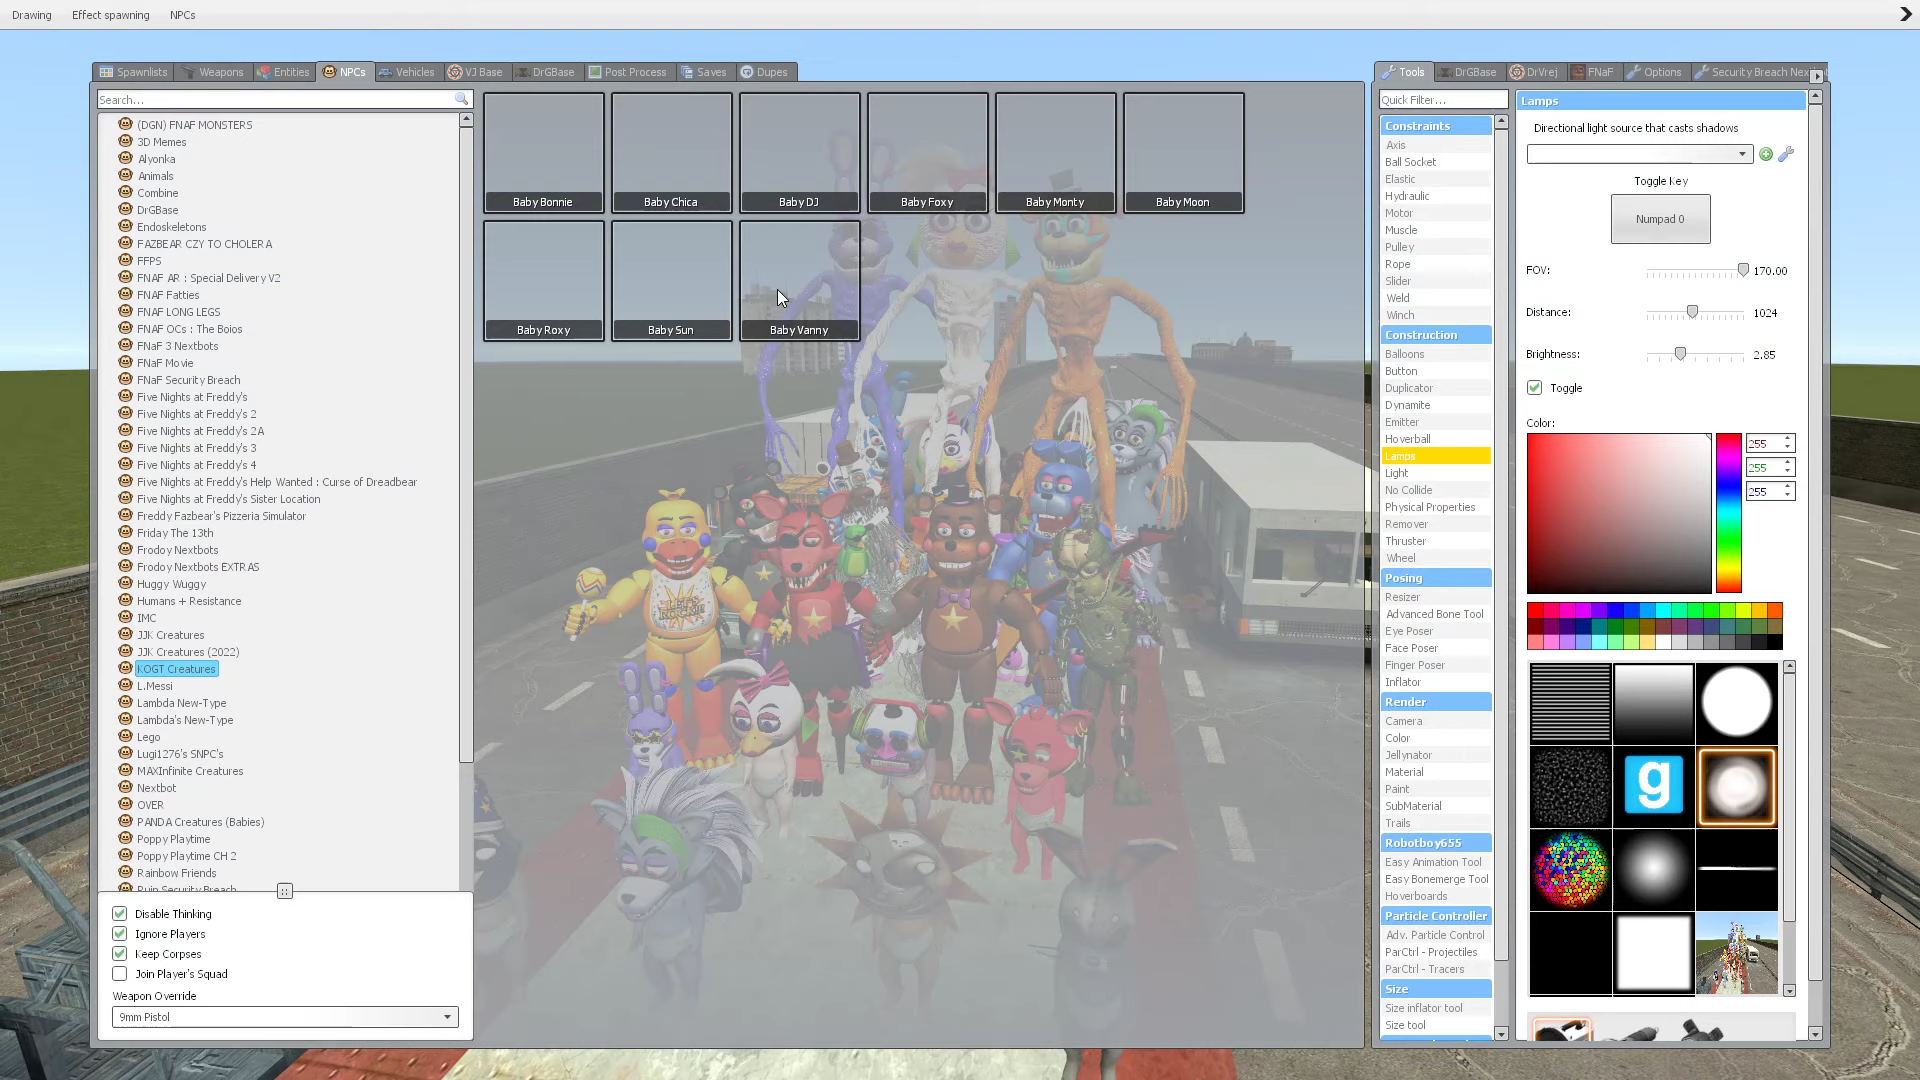 Drawing
Effect spawning
NPCs
Spawnlists
Weapons
Entities
NPCs
Vehicles
VJ Base
DrGBase
Post Process
Saves
Dupes
Search...
(DGN) FNAF MONSTERS
3D Memes
Alyonka
Animals
Combine
DrGBase
Endoskeletons
FAZBEAR CZY TO CHOLERA
FFPS
FNAF AR : Special Delivery V2
FNAF Fatties
FNAF LONG LEGS
FNAF OCs : The Boios
FNaF 3 Nextbots
FNaF Movie
FNaF Security Breach
Five Nights at Freddy's
Five Nights at Freddy's 2
Five Nights at Freddy's 2A
Five Nights at Freddy's 3
Five Nights at Freddy's 4
Five Nights at Freddy's Help Wanted : Curse of Dreadbear
Five Nights at Freddy's Sister Location
Freddy Fazbear's Pizzeria Simulator
Friday The 13th
Frodoy Nextbots
Frodoy Nextbots EXTRAS
Huggy Wuggy
Humans + Resistance
IMC
JJK Creatures
JJK Creatures (2022)
KOGT Creatures
L.Messi
Lambda New-Type
Lambda's New-Type
Lego
Lugi1276's SNPC's
MAXInfinite Creatures
Nextbot
OVER
PANDA Creatures (Babies)
Poppy Playtime
Poppy Playtime CH 2
Rainbow Friends
Ruin Security Breach
Disable Thinking
Ignore Players
Keep Corpses
Join Player's Squad
Weapon Override
9mm Pistol
Baby Bonnie
Baby Chica
Baby DJ
Baby Foxy
Baby Monty
Baby Moon
Baby Roxy
Baby Sun
Baby Vanny
LET'S
ROCK!!!
Tools
DrGBase
DrVrej
FNaF
Options
Quick Filter...
Constraints
Axis
Ball Socket
Elastic
Hydraulic
Motor
Muscle
Pulley
Rope
Slider
Weld
Winch
Construction
Balloons
Button
Duplicator
Dynamite
Emitter
Hoverball
Lamps
Light
No Collide
Physical Properties
Remover
Thruster
Wheel
Posing
Resizer
Advanced Bone Tool
Eye Poser
Face Poser
Finger Poser
Inflator
Render
Camera
Color
Jellynator
Material
Paint
SubMaterial
Trails
Robotboy655
Easy Animation Tool
Easy Bonemerge Tool
Hoverboards
Particle Controller
Adv. Particle Control
ParCtrl - Projectiles
ParCtrl - Tracers
Size
Size inflator tool
Size tool
Security Breach
Lamps
Directional light source that casts shadows
Toggle Key
Numpad 0
FOV:
170.00
Distance:
1024
Brightness:
2.85
Toggle
Color:
255
255
255
g